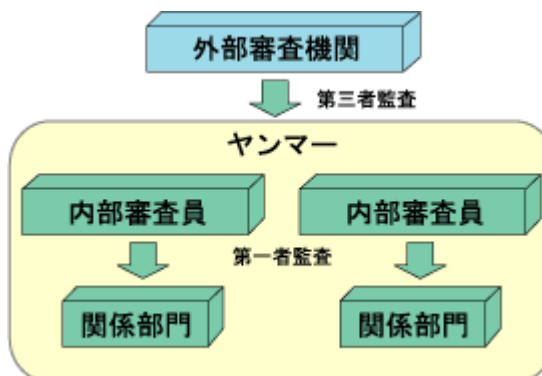 外部審査機関
第三者監査
ヤンマー
内部審査員
内部審査員
第一者監査
関係部門
関係部門